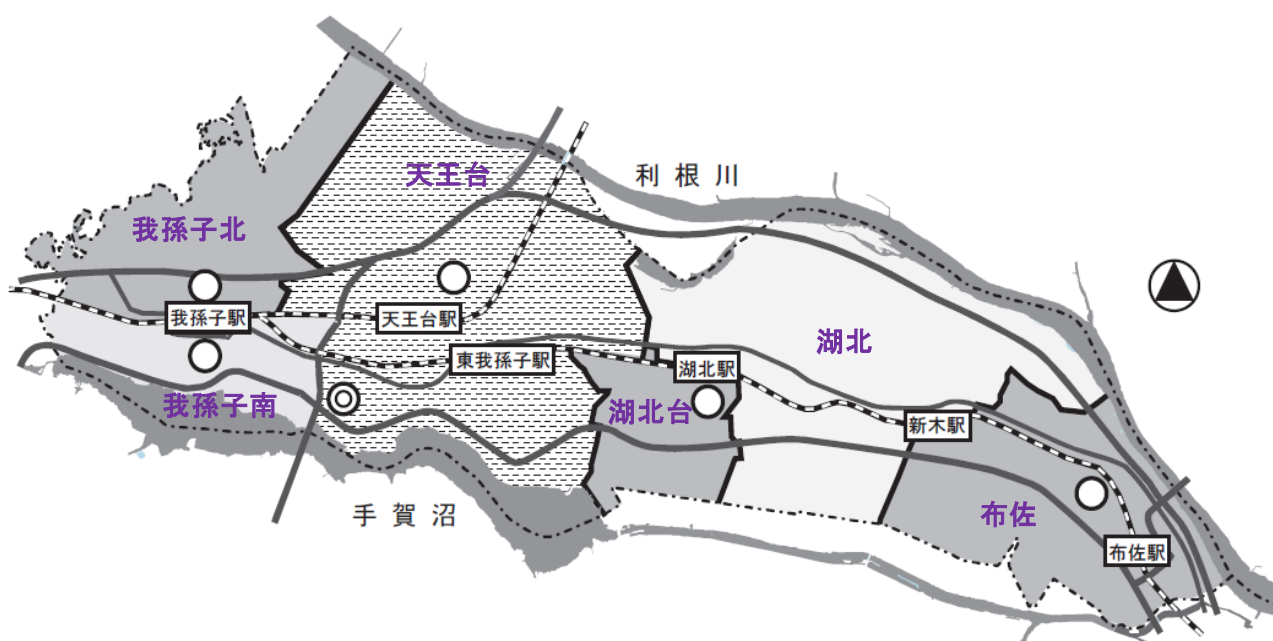 天王台
利根川
我孫子北
我孫子駅
天王台駅
湖北
東我孫子駅
湖北駅
我孫子南
湖北台
新木駅
手賀沼
布佐
布佐駅